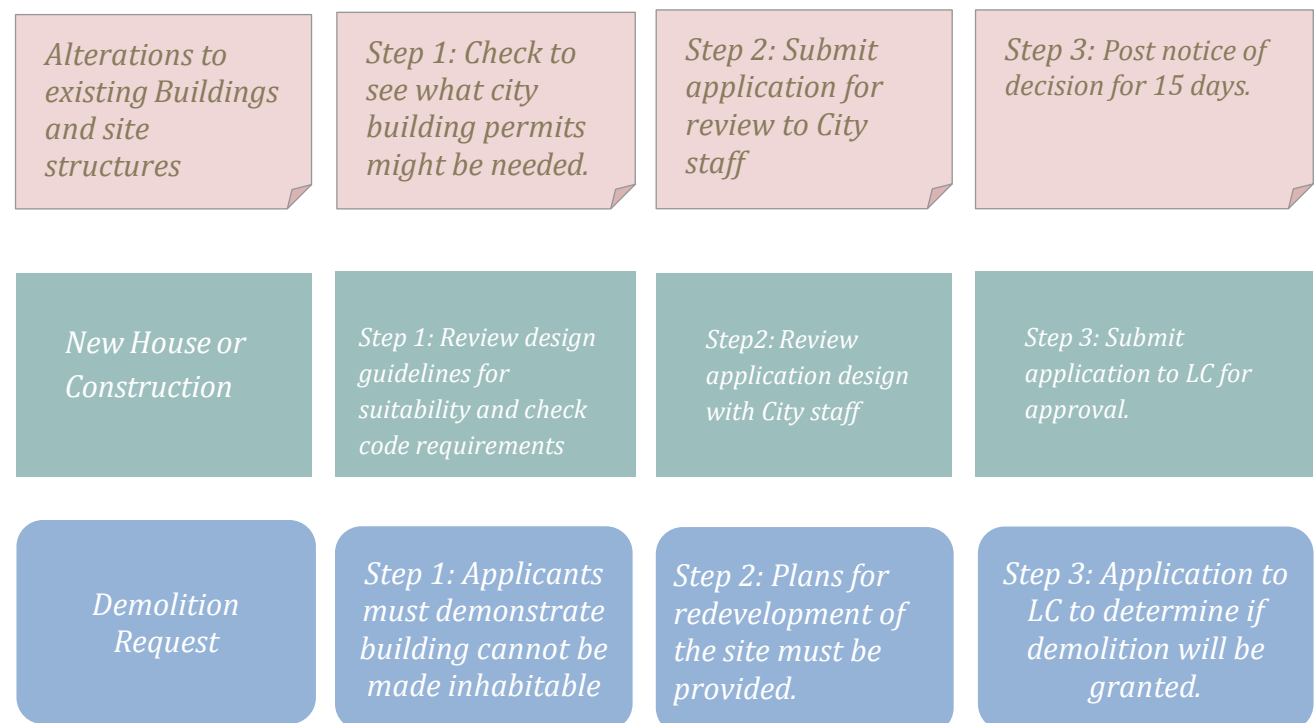 Alterations to
existing Buildings
and site
structures
Step 1: Check to
see what city
building permits
might be needed.
Step 2: Submit
application for
review to City
staff
Step 3: Post notice of
decision for 15 days.
New House or
Construction
Step 1: Review design
guidelines for
suitability and check
code requirements
Step2: Review
application design
with City staff
Step 3: Submit
application to LC for
approval.
Demolition
Request
Step 1: Applicants
must demonstrate
building cannot be
made inhabitable
Step 2: Plans for
redevelopment of
the site must be
provided.
Step 3: Application to
LC to determine if
demolition will be
granted.